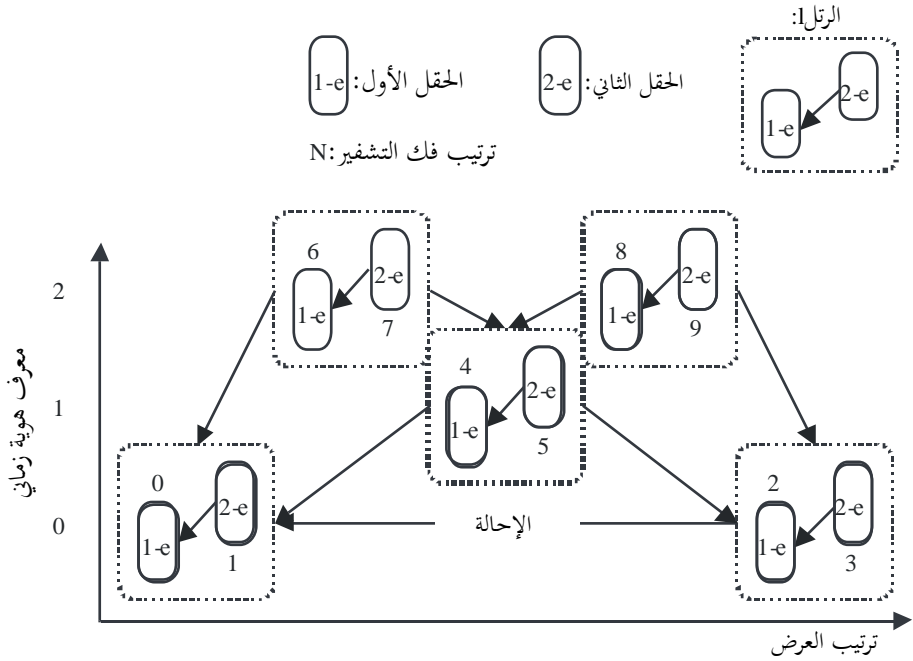 الرتلl:
الحقل الأول: 1-e
الحقل الثاني: 2-e
2-e
1-e
ترتيب فك التشفير:N
6
8
2-e
2-e
2
1-e
1-e
7
9
4
2-e
1
1-e
5
معرف هوية زماني
0
2
2-e
2-e
0
الإحالة
1-e
1-e
1
3
ترتيب العرض